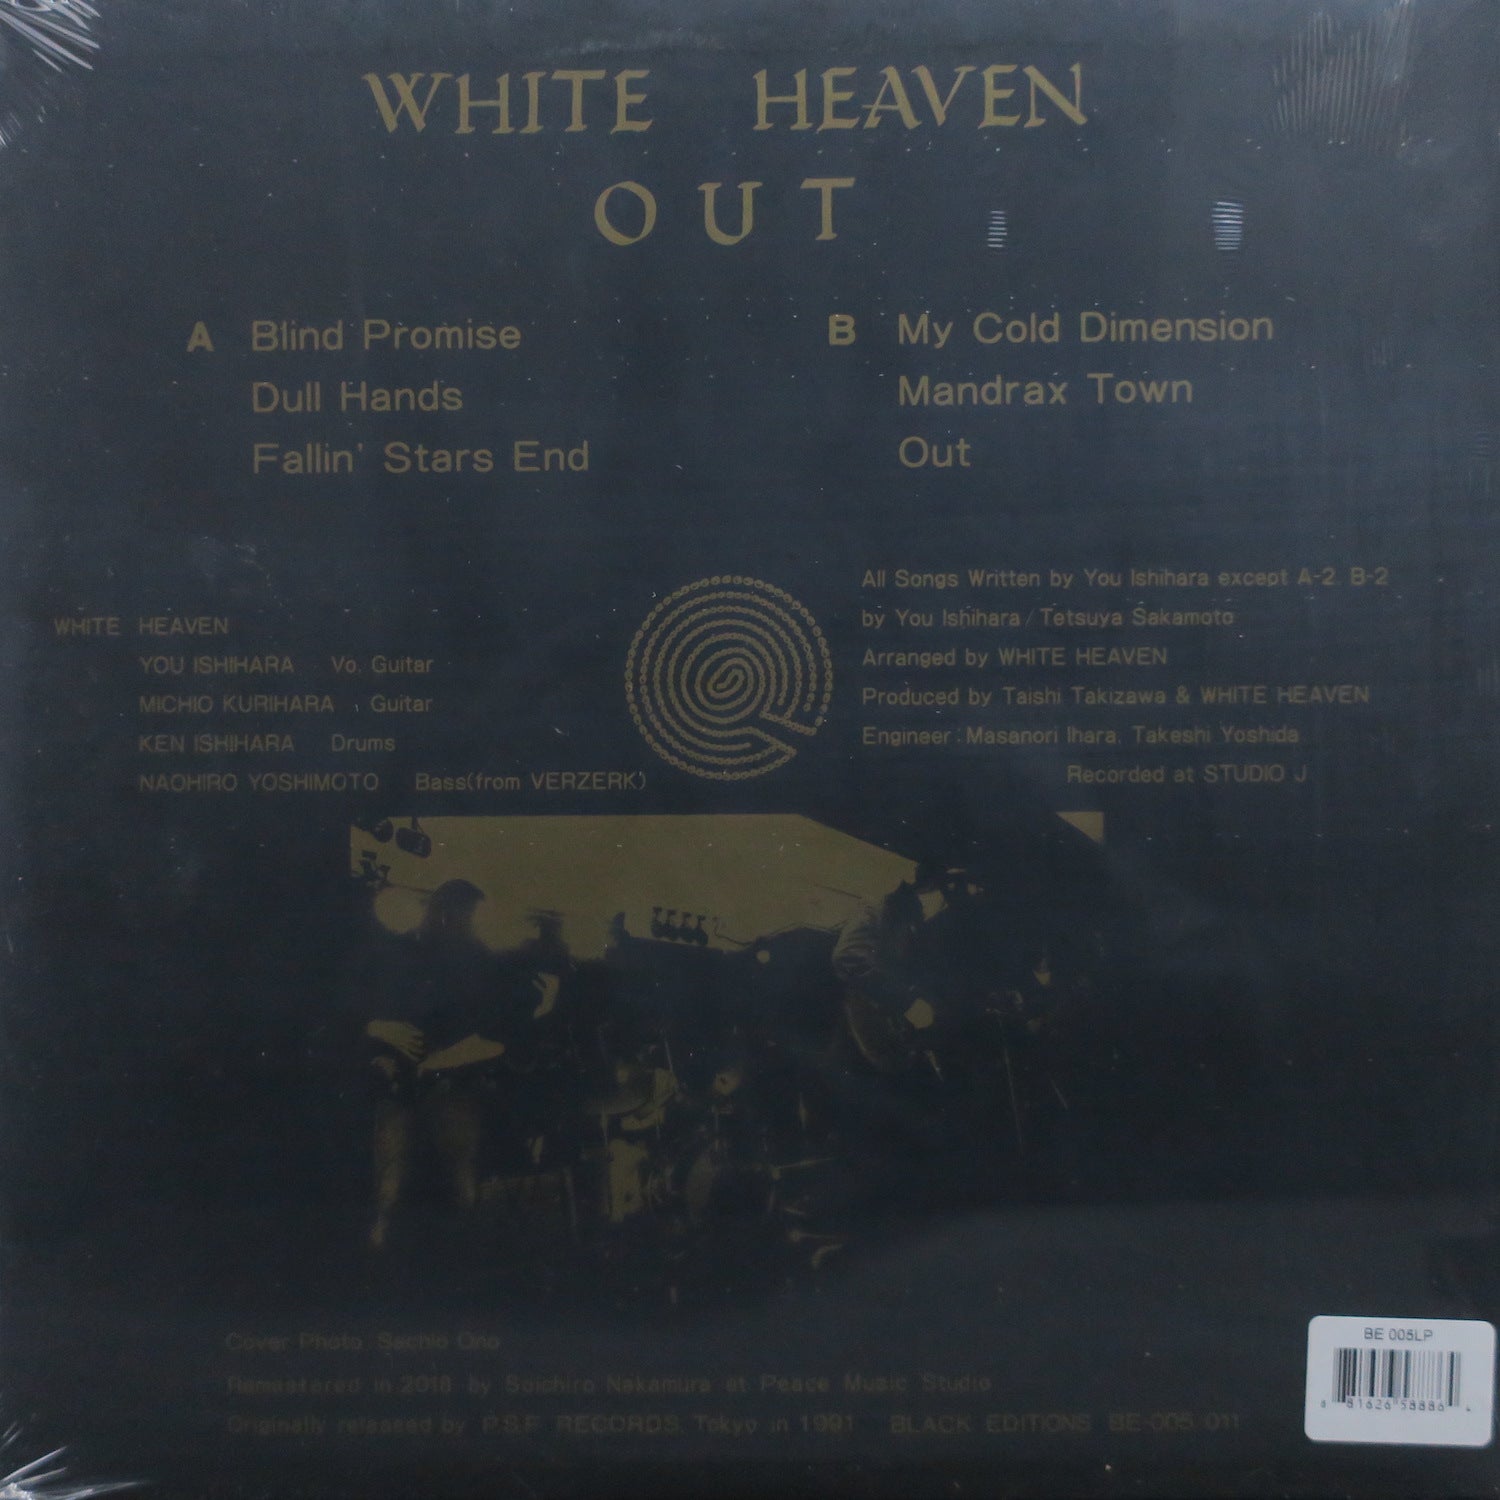 WHITE HEAVEN
OUT
A Blind Promise
Dull Hands
Fallin' Stars End
B My Cold Dimension
Mandrax Town
Out
WHITE HEAVEN
YOU ISHIHARA Vo. Guitar
MICHIO KURIHARA , Guitar
KEN ISHIHARA Drums
NAOHIRO YOSHIMOTO Bass(from VERZERK')
All Songs Written by You Ishihara except A-2. B-2
by You Ishihara / Tetsuya Sakamoto
Arranged by WHITE HEAVEN
Produced by Taishi Takizawa & WHITE HEAVEN
Engineer: Masanori Ihara. Takeshi Yoshida
Recorded at STUDIO J
Cover Photo. Sachio Ono
Remastered in 2018 by Soichiro Nakamura at Peace Music Studio
Originally released by P.S.F. RECORDS, Tokyo in 1991 BLACK EDITIONS BE-005/011
BE 005LP
8 81626 58886 4